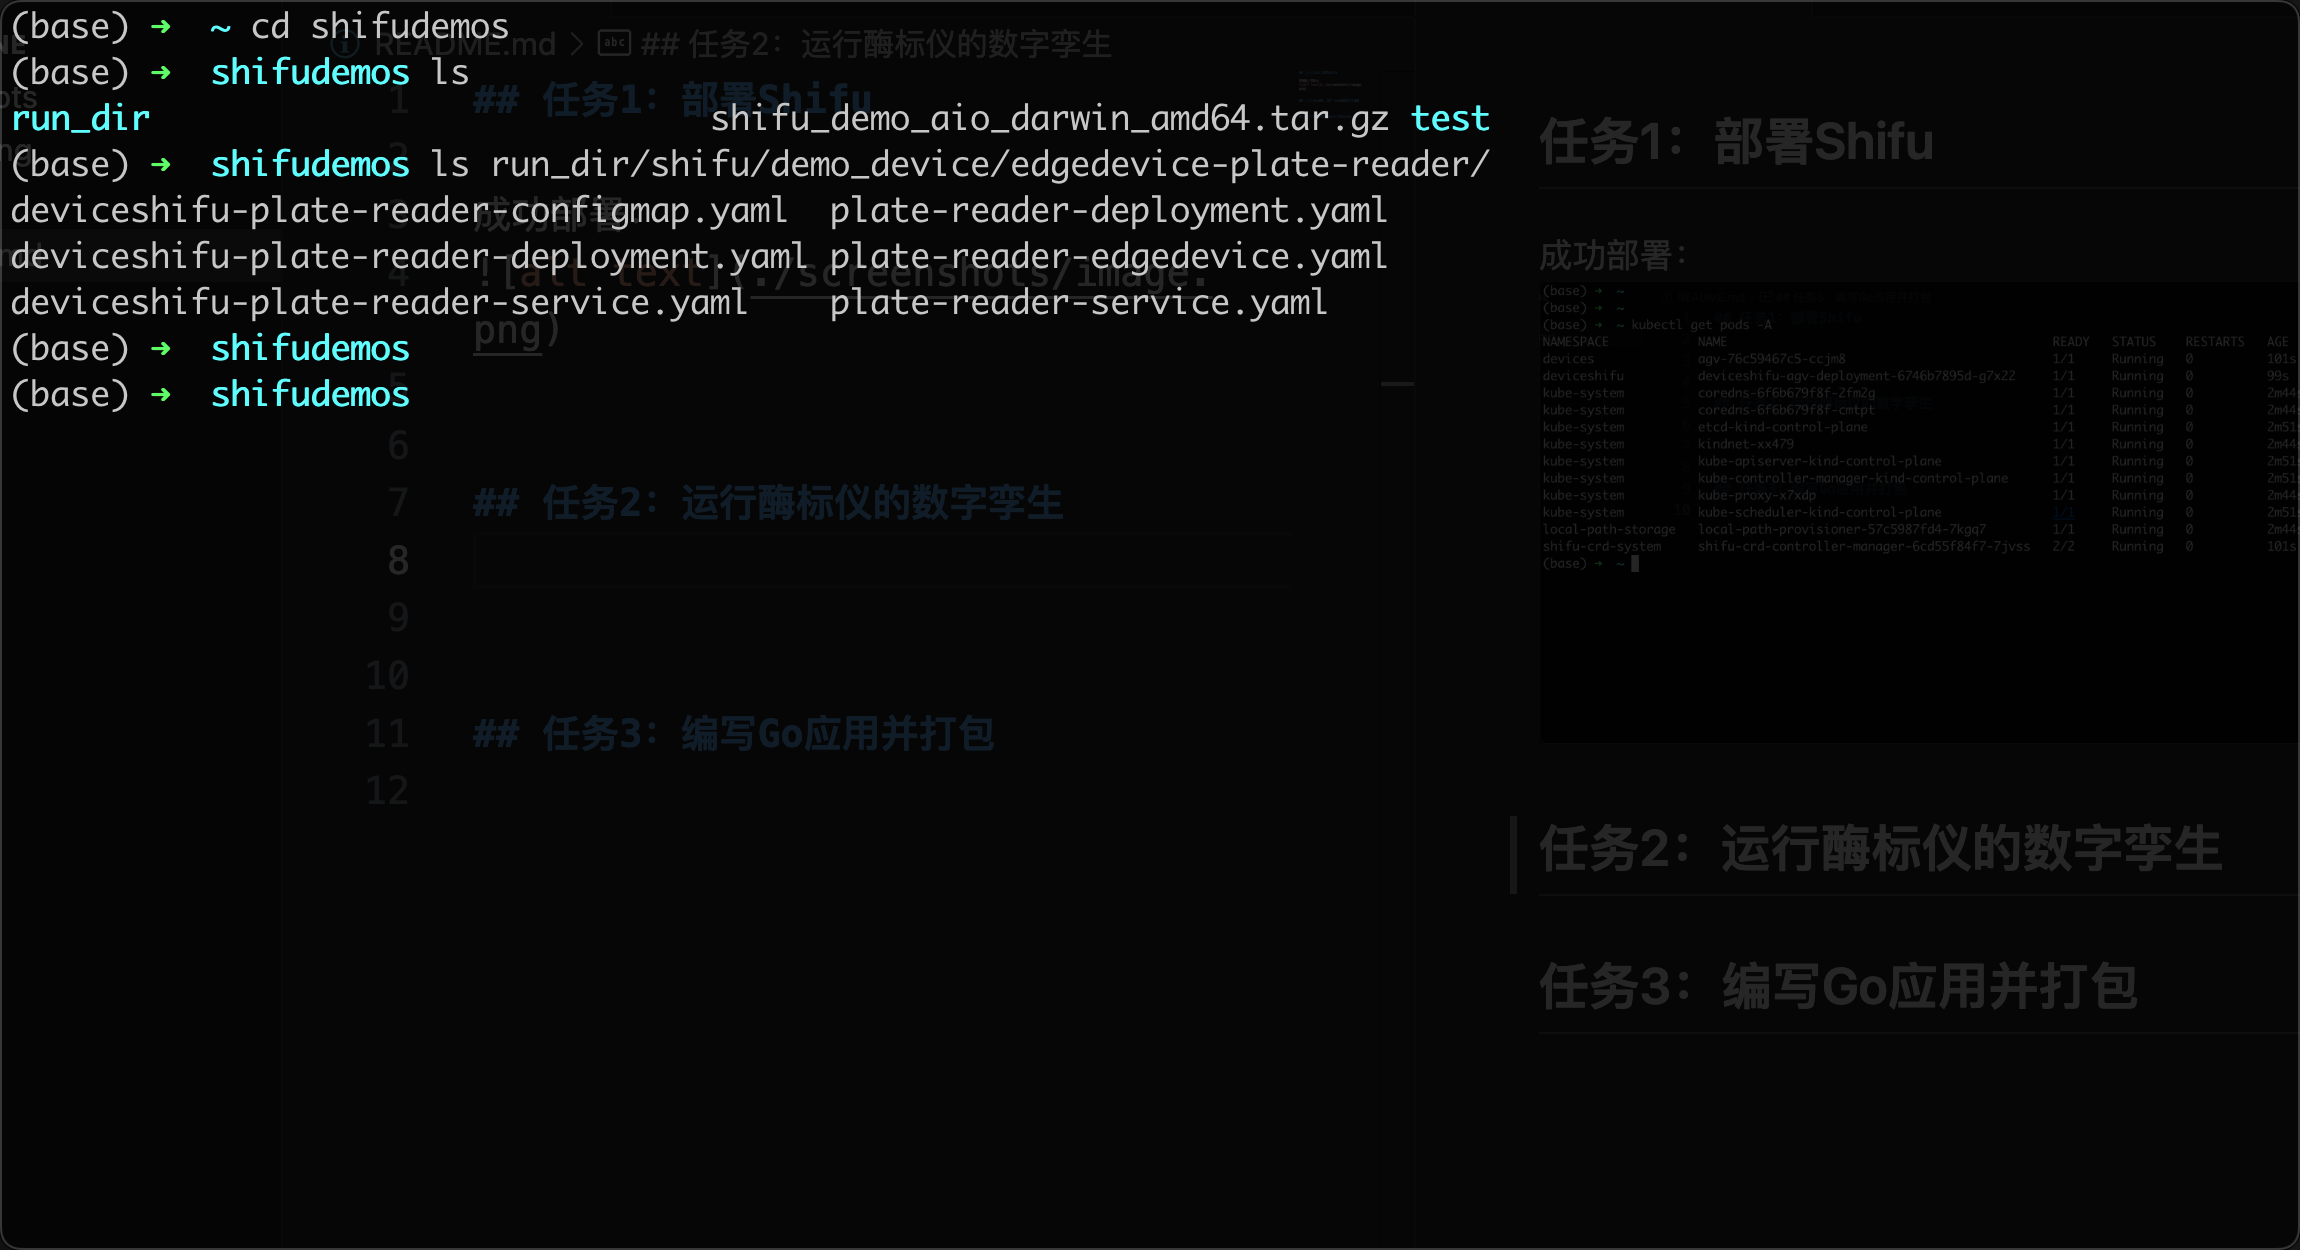 (base) ➜  ~ cd shifudemos
(base) ➜  shifudemos ls
run_dir                            shifu_demo_aio_darwin_amd64.tar.gz test
(base) ➜  shifudemos ls run_dir/shifu/demo_device/edgedevice-plate-reader/
deviceshifu-plate-reader-configmap.yaml  plate-reader-deployment.yaml
deviceshifu-plate-reader-deployment.yaml plate-reader-edgedevice.yaml
deviceshifu-plate-reader-service.yaml    plate-reader-service.yaml
(base) ➜  shifudemos
(base) ➜  shifudemos
README.md > ## 任务2：运行酶标仪的数字孪生
1 ## 任务1：部署Shifu
2
3 成功部署
4 ![alt text](./screenshots/image.
png)
5
6
7 ## 任务2：运行酶标仪的数字孪生
8
9
10
11 ## 任务3：编写Go应用并打包
12
任务1：部署Shifu
成功部署：
(base) ➜  ~
(base) ➜  ~
(base) ➜  ~ kubectl get pods -A
NAMESPACE NAME READY STATUS RESTARTS AGE
devices agv-76c59467c5-ccjm8 1/1 Running 0 101s
deviceshifu deviceshifu-agv-deployment-6746b7895d-g7x22 1/1 Running 0 99s
kube-system coredns-6f6b679f8f-2fm2g 1/1 Running 0 2m44s
kube-system coredns-6f6b679f8f-cmtpt 1/1 Running 0 2m44s
kube-system etcd-kind-control-plane 1/1 Running 0 2m51s
kube-system kindnet-xx479 1/1 Running 0 2m44s
kube-system kube-apiserver-kind-control-plane 1/1 Running 0 2m51s
kube-system kube-controller-manager-kind-control-plane 1/1 Running 0 2m51s
kube-system kube-proxy-x7xdp 1/1 Running 0 2m44s
kube-system kube-scheduler-kind-control-plane 1/1 Running 0 2m51s
local-path-storage local-path-provisioner-57c5987fd4-7kgq7 1/1 Running 0 2m44s
shifu-crd-system shifu-crd-controller-manager-6cd55f84f7-7jvss 2/2 Running 0 101s
(base) ➜  ~
任务2：运行酶标仪的数字孪生
任务3：编写Go应用并打包